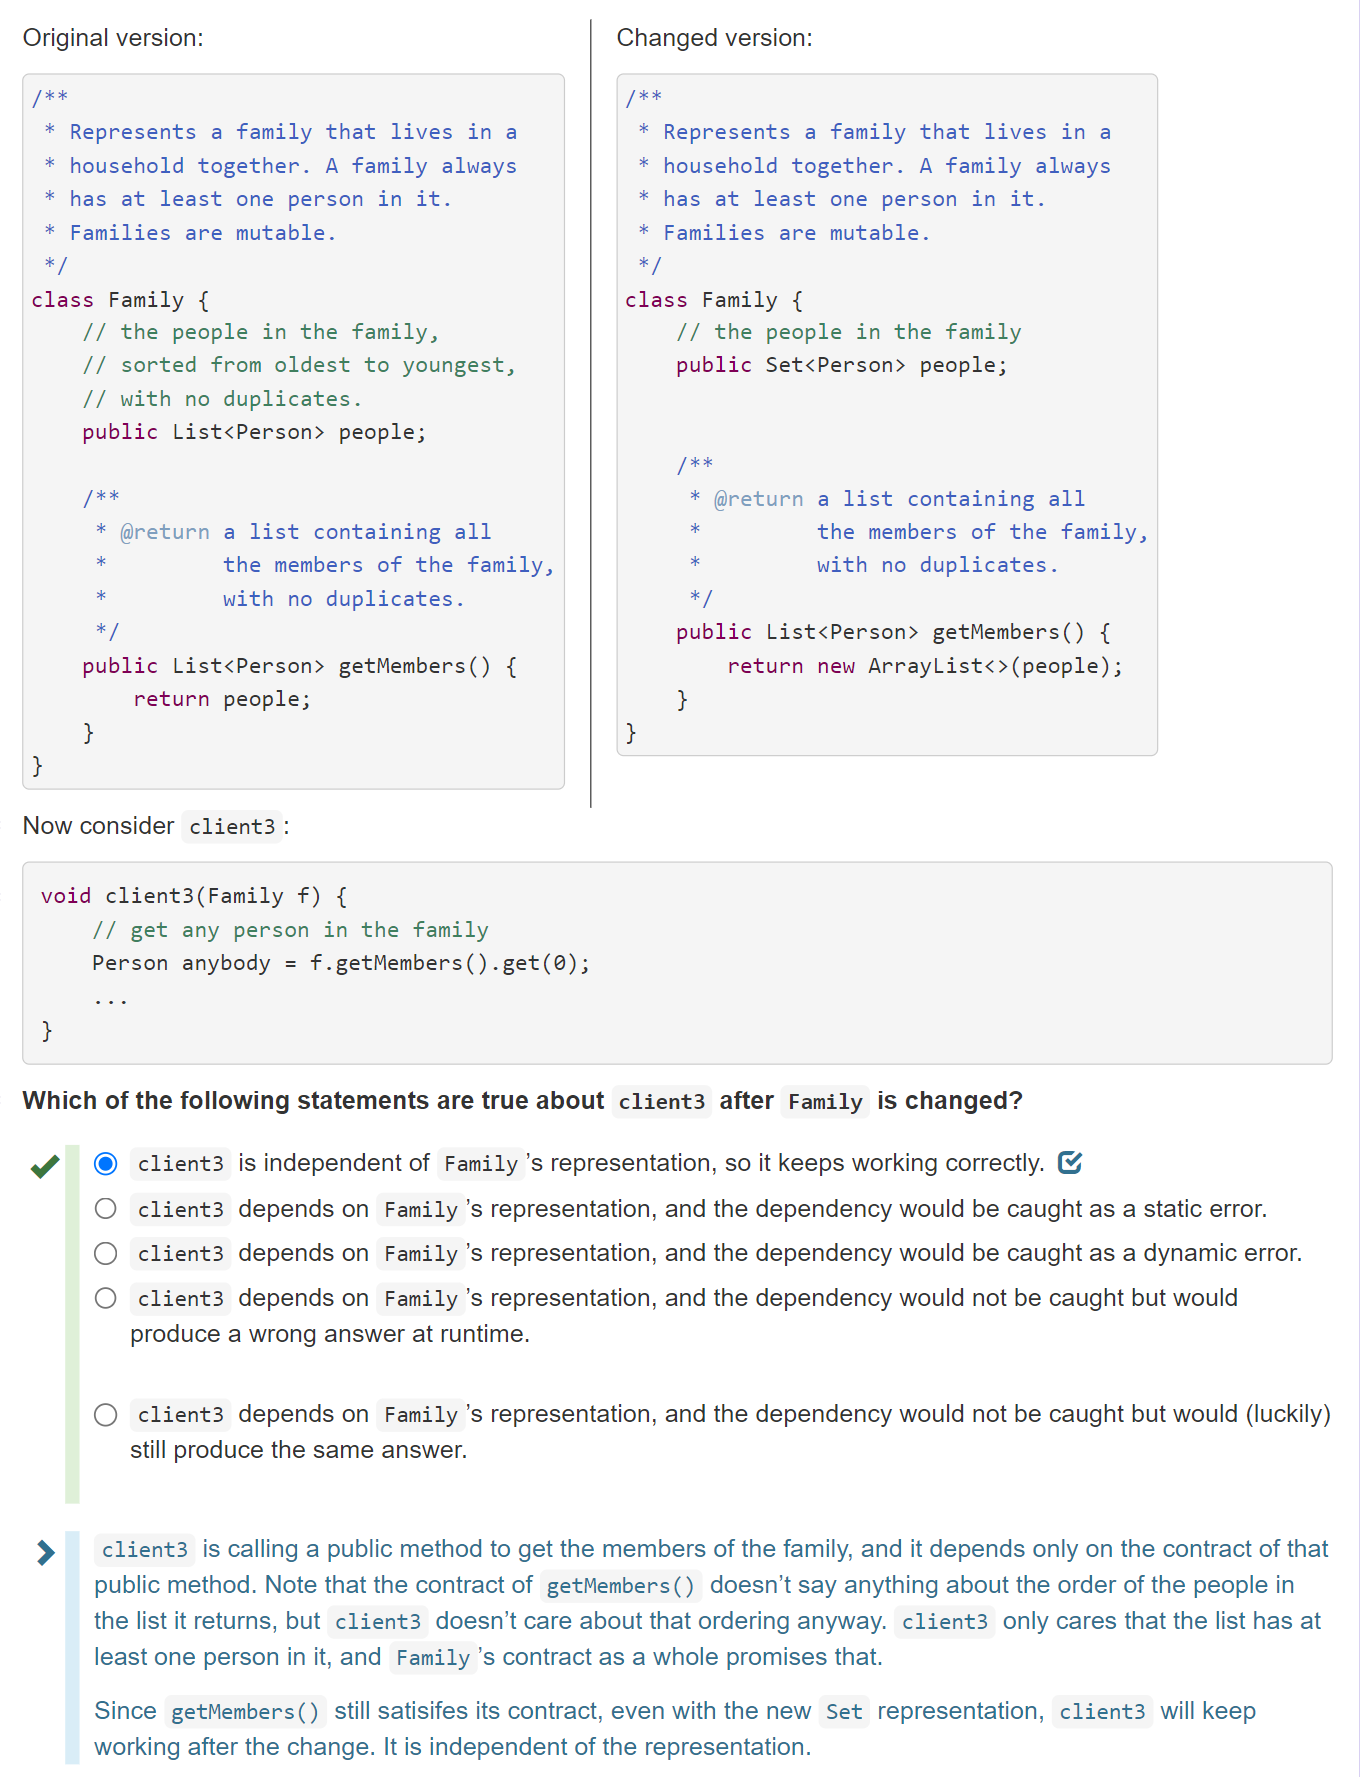 Original version:
/**
 * Represents a family that lives in a
 * household together. A family always
 * has at least one person in it.
 * Families are mutable.
 */
class Family {
    // the people in the family,
    // sorted from oldest to youngest,
    // with no duplicates.
    public List<Person> people;

    /**
     * @return a list containing all
     *         the members of the family,
     *         with no duplicates.
     */
    public List<Person> getMembers() {
        return people;
    }
}
Changed version:
/**
 * Represents a family that lives in a
 * household together. A family always
 * has at least one person in it.
 * Families are mutable.
 */
class Family {
    // the people in the family
    public Set<Person> people;

    /**
     * @return a list containing all
     *         the members of the family,
     *         with no duplicates.
     */
    public List<Person> getMembers() {
        return new ArrayList<>(people);
    }
}
Now consider client3:
void client3(Family f) {
    // get any person in the family
    Person anybody = f.getMembers().get(0);
    ...
}
Which of the following statements are true about client3 after Family is changed?
client3 is independent of Family’s representation, so it keeps working correctly.
client3 depends on Family’s representation, and the dependency would be caught as a static error.
client3 depends on Family’s representation, and the dependency would be caught as a dynamic error.
client3 depends on Family’s representation, and the dependency would not be caught but would
produce a wrong answer at runtime.
client3 depends on Family’s representation, and the dependency would not be caught but would (luckily)
still produce the same answer.
client3 is calling a public method to get the members of the family, and it depends only on the contract of that
public method. Note that the contract of getMembers() doesn’t say anything about the order of the people in
the list it returns, but client3 doesn’t care about that ordering anyway. client3 only cares that the list has at
least one person in it, and Family’s contract as a whole promises that.
Since getMembers() still satisifes its contract, even with the new Set representation, client3 will keep
working after the change. It is independent of the representation.